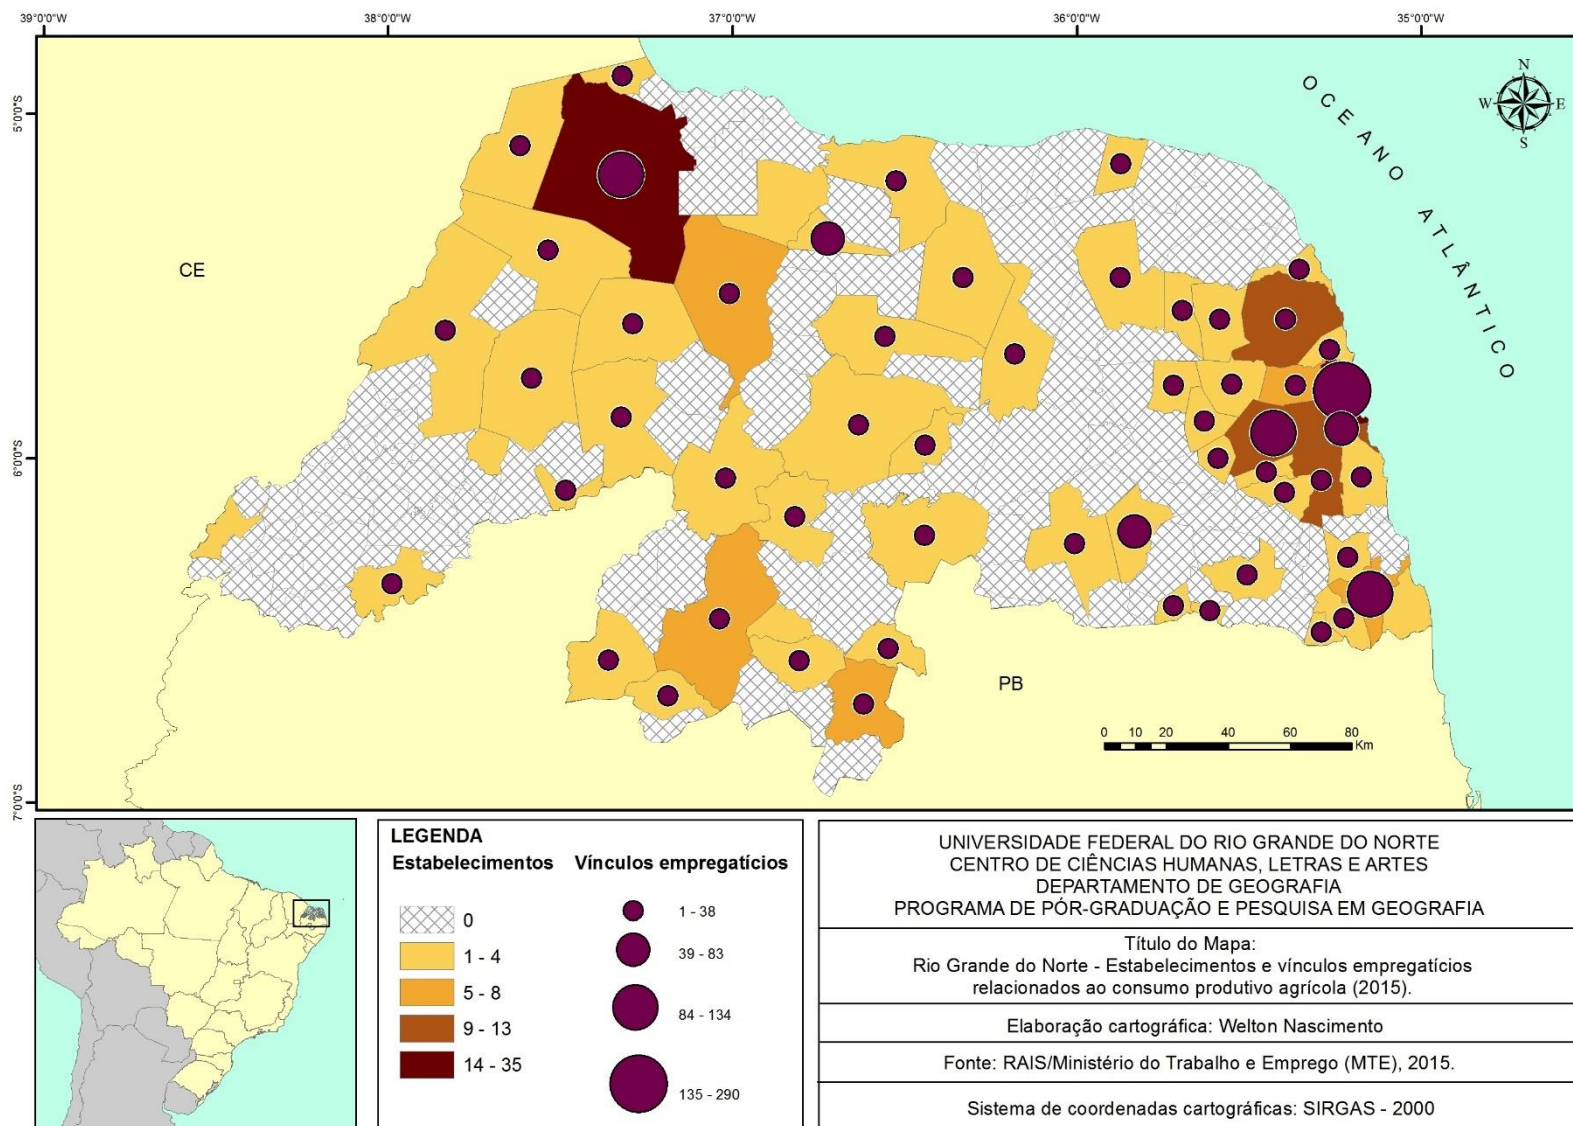 39°0'0"W
38°0'0"W
37°0'0"W
36°0'0"W
35°0'0"W
5°0'0"S
6°0'0"S
7°0'0"S
N
W
E
S
OCEANO ATLÂNTICO
CE
PB
0 10 20 40 60 80
Km
LEGENDA
Estabelecimentos
0
1 - 4
5 - 8
9 - 13
14 - 35
Vínculos empregatícios
1 - 38
39 - 83
84 - 134
135 - 290
UNIVERSIDADE FEDERAL DO RIO GRANDE DO NORTE
CENTRO DE CIÊNCIAS HUMANAS, LETRAS E ARTES
DEPARTAMENTO DE GEOGRAFIA
PROGRAMA DE PÓR-GRADUAÇÃO E PESQUISA EM GEOGRAFIA
Título do Mapa:
Rio Grande do Norte - Estabelecimentos e vínculos empregatícios
relacionados ao consumo produtivo agrícola (2015).
Elaboração cartográfica: Welton Nascimento
Fonte: RAIS/Ministério do Trabalho e Emprego (MTE), 2015.
Sistema de coordenadas cartográficas: SIRGAS - 2000